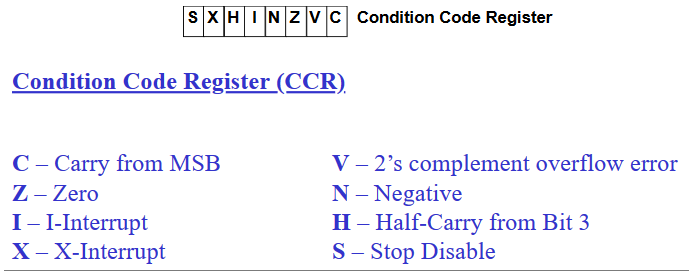 S X H I N Z V C Condition Code Register
Condition Code Register (CCR)
C – Carry from MSB
V – 2’s complement overflow error
Z – Zero
N – Negative
I – I-Interrupt
H – Half-Carry from Bit 3
X – X-Interrupt
S – Stop Disable